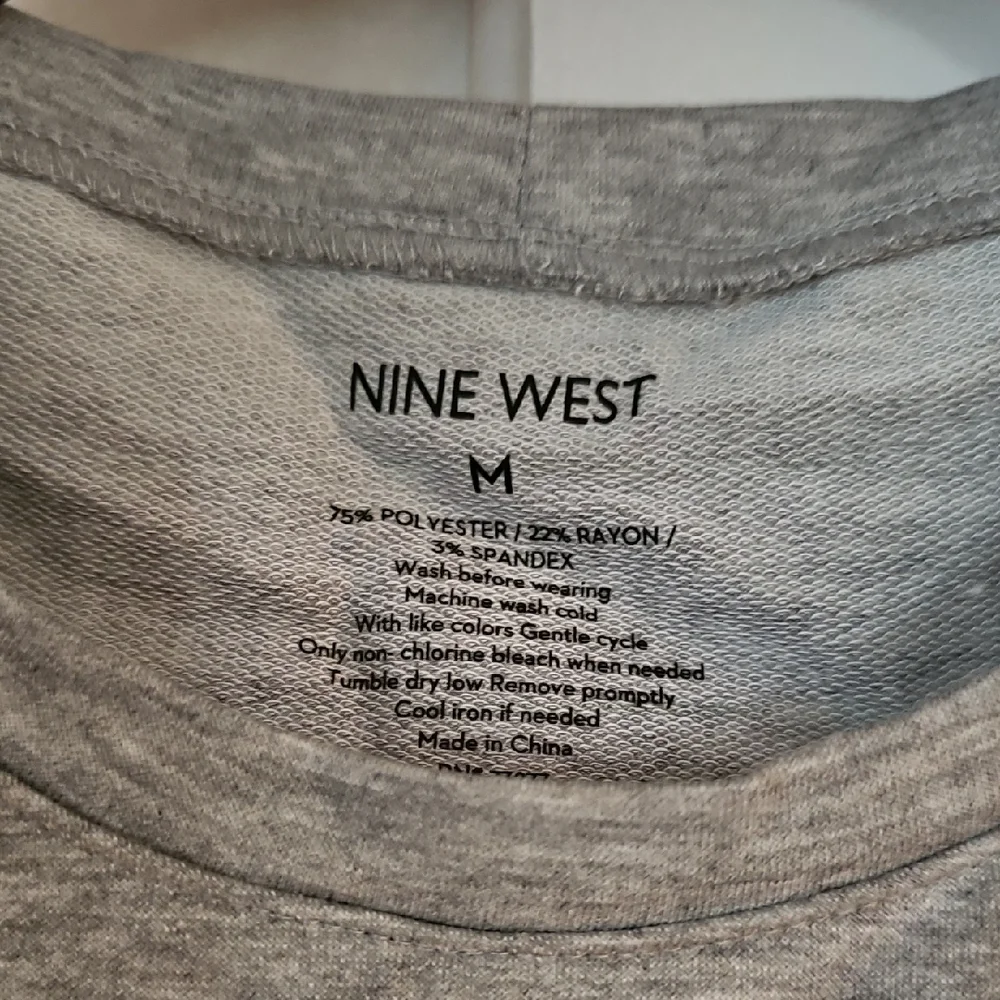 NINE WEST
M
75% POLYESTER / 22% RAYON /
3% SPANDEX
Wash before wearing
Machine wash cold
With like colors Gentle cycle
Only non- chlorine bleach when needed
Tumble dry low Remove promptly
Cool iron if needed
Made in China